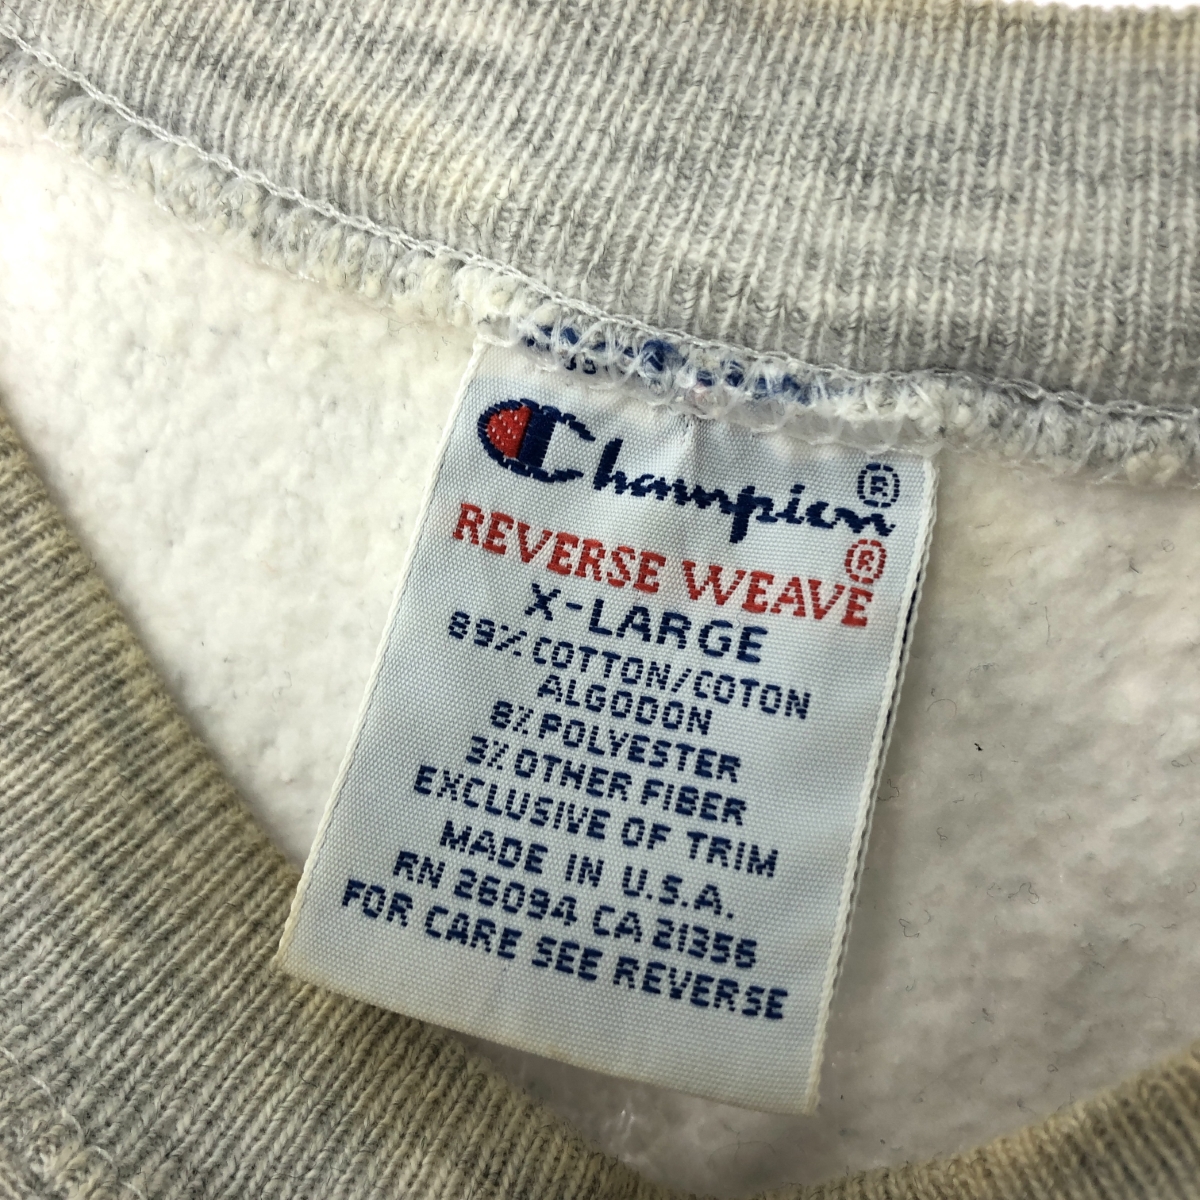 Champion®
REVERSE WEAVE®
X-LARGE
89% COTTON/COTON
ALGODON
8% POLYESTER
3% OTHER FIBER
EXCLUSIVE OF TRIM
MADE IN U.S.A.
RN 26094 CA 21356
FOR CARE SEE REVERSE